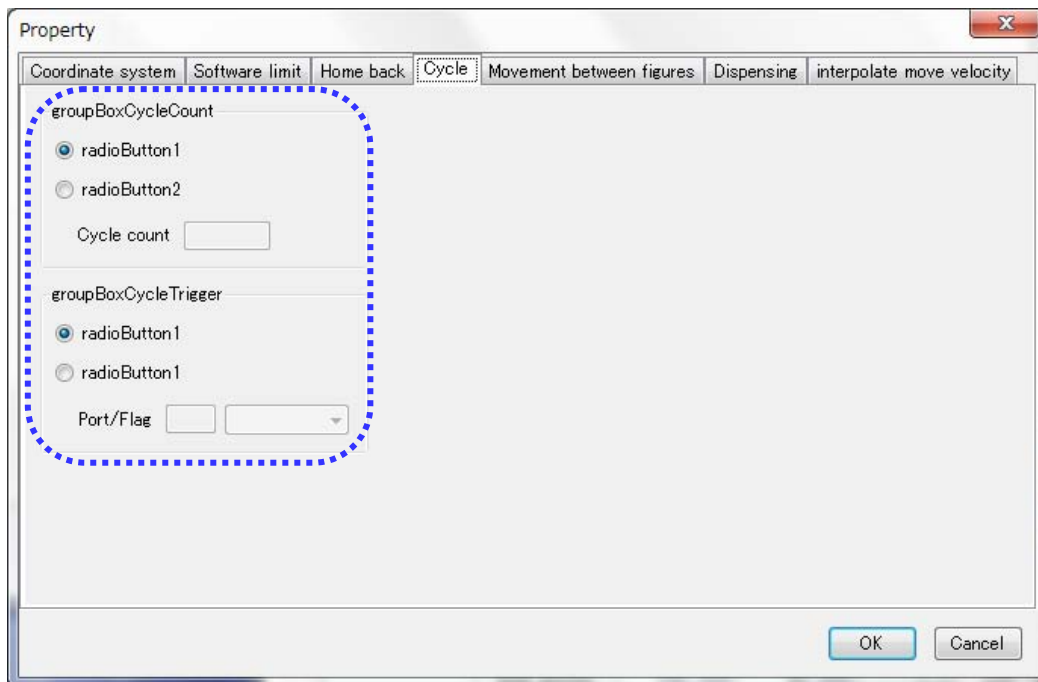 Property
Coordinate system Software limit Home back Cycle Movement between figures Dispensing interpolate move velocity
groupBoxCycleCount
radioButton1
radioButton2
Cycle count
groupBoxCycleTrigger
radioButton1
radioButton1
Port/Flag
OK Cancel